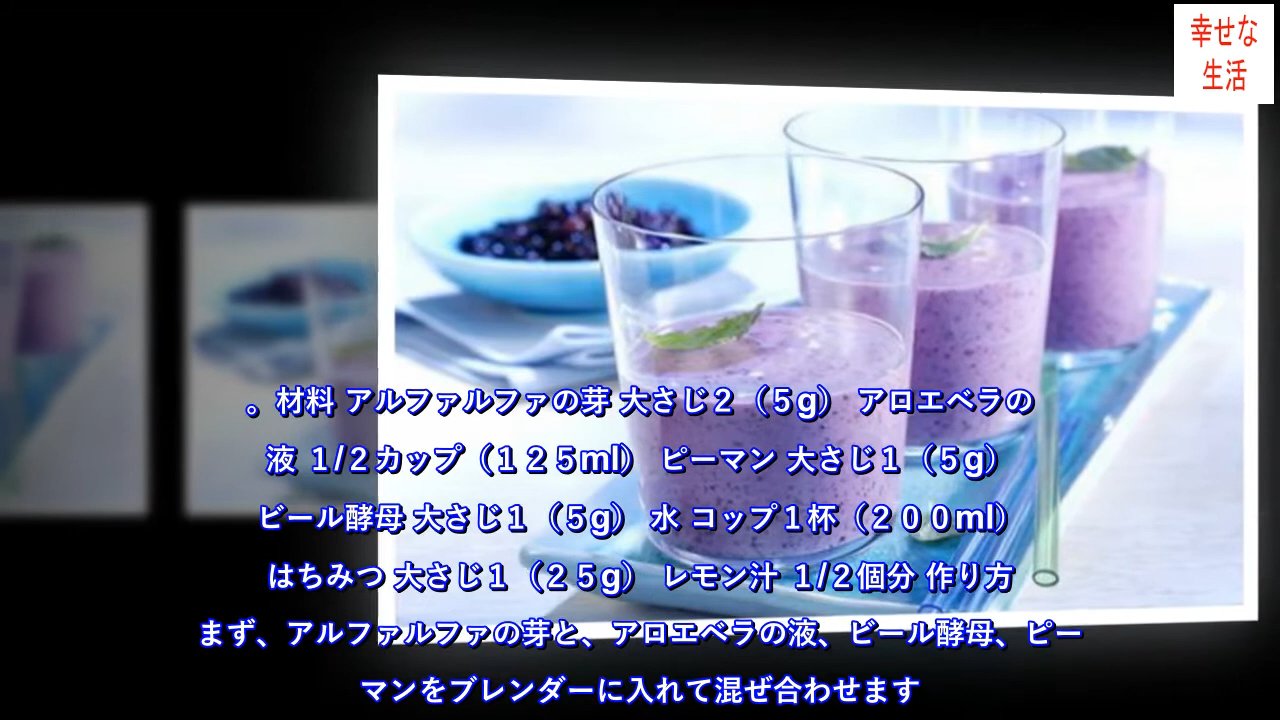 幸せな
生活
。材料 アルファルファの芽 大さじ２（５g） アロエベラの
液 １/２カップ（１２５ml） ピーマン 大さじ１（５g）
ビール酵母 大さじ１（５g） 水 コップ１杯（２００ml）
はちみつ 大さじ１（２５g） レモン汁 １/２個分 作り方
まず、アルファルファの芽と、アロエベラの液、ビール酵母、ピー
マンをブレンダーに入れて混ぜ合わせます